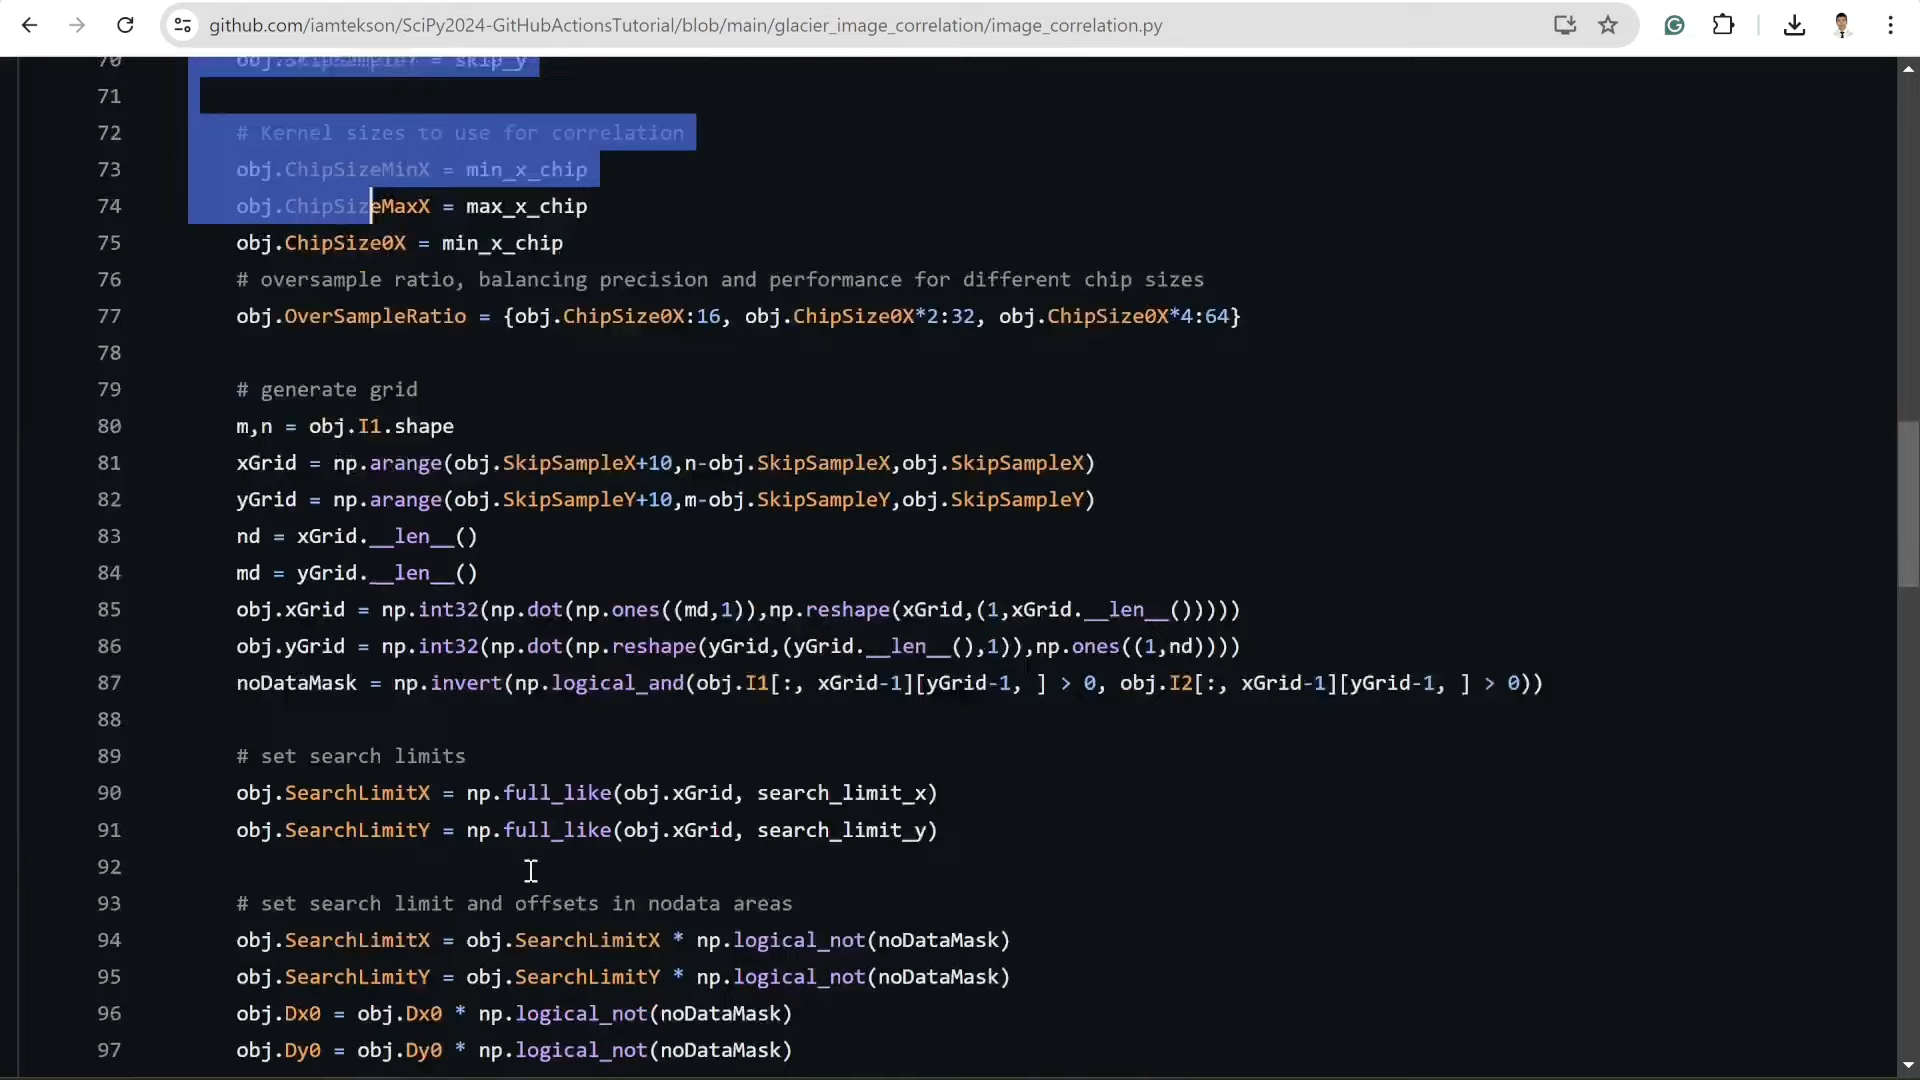 github.com/iamtekson/SciPy2024-GitHubActionsTutorial/blob/main/glacier_image_correlation/image_correlation.py
70 obj.SkipSampleY = skip_y
71
72 # Kernel sizes to use for correlation
73 obj.ChipSizeMinX = min_x_chip
74 obj.ChipSizeMaxX = max_x_chip
75 obj.ChipSize0X = min_x_chip
76 # oversample ratio, balancing precision and performance for different chip sizes
77 obj.OverSampleRatio = {obj.ChipSize0X:16, obj.ChipSize0X*2:32, obj.ChipSize0X*4:64}
78
79 # generate grid
80 m,n = obj.I1.shape
81 xGrid = np.arange(obj.SkipSampleX+10,n-obj.SkipSampleX,obj.SkipSampleX)
82 yGrid = np.arange(obj.SkipSampleY+10,m-obj.SkipSampleY,obj.SkipSampleY)
83 nd = xGrid.__len__()
84 md = yGrid.__len__()
85 obj.xGrid = np.int32(np.dot(np.ones((md,1)),np.reshape(xGrid,(1,xGrid.__len__()))))
86 obj.yGrid = np.int32(np.dot(np.reshape(yGrid,(yGrid.__len__(),1)),np.ones((1,nd))))
87 noDataMask = np.invert(np.logical_and(obj.I1[:, xGrid-1][yGrid-1, ] > 0, obj.I2[:, xGrid-1][yGrid-1, ] > 0))
88
89 # set search limits
90 obj.SearchLimitX = np.full_like(obj.xGrid, search_limit_x)
91 obj.SearchLimitY = np.full_like(obj.xGrid, search_limit_y)
92
93 # set search limit and offsets in nodata areas
94 obj.SearchLimitX = obj.SearchLimitX * np.logical_not(noDataMask)
95 obj.SearchLimitY = obj.SearchLimitY * np.logical_not(noDataMask)
96 obj.Dx0 = obj.Dx0 * np.logical_not(noDataMask)
97 obj.Dy0 = obj.Dy0 * np.logical_not(noDataMask)